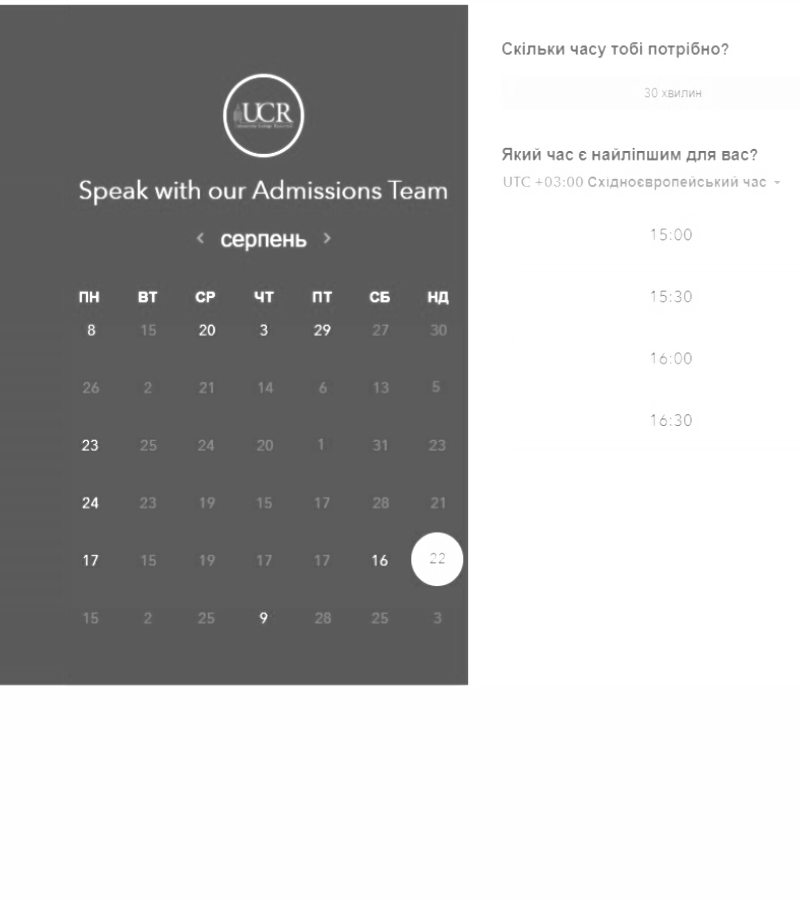 UCR
Speak with our Admissions Team
серпень
ПН ВТ СР ЧТ ПТ СБ НД
8 15 20 3 29 27 30
26 2 21 14 6 13 5
23 25 24 20 1 31 23
24 23 19 15 17 28 21
17 15 19 17 17 16 22
15 2 25 9 28 25 3
Скільки часу тобі потрібно?
30 хвилин
Який час є найліпшим для вас?
UTC +03:00 Східноєвропейський час
15:00
15:30
16:00
16:30